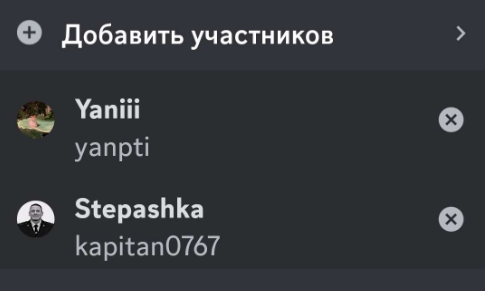 Добавить участников
Yaniii
yanpti
Stepashka
kapitan0767